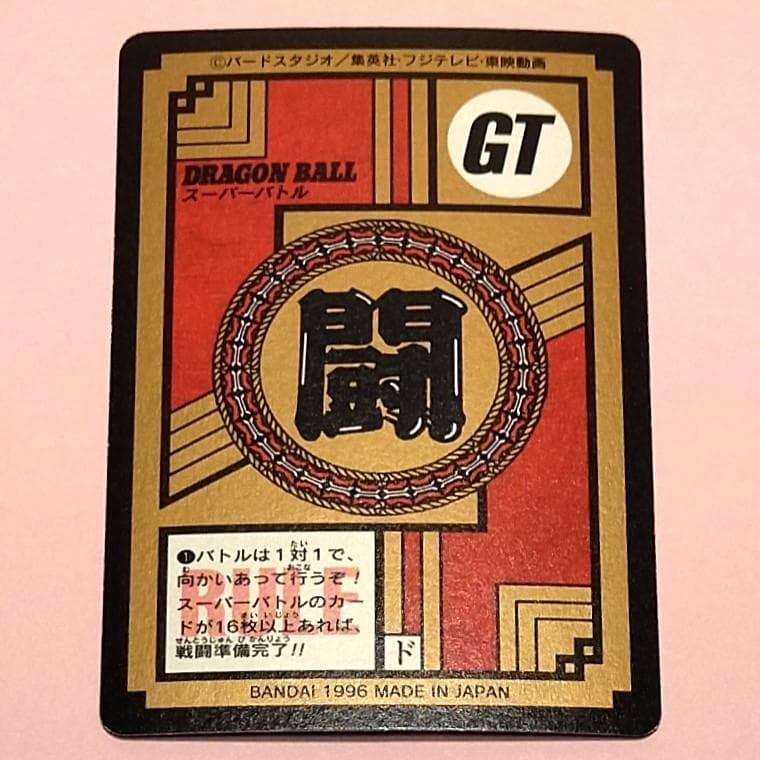 ©バードスタジオ／集英社・フジテレビ・東映動画
GT
DRAGON BALL
スーパーバトル
闘
RULE
❶バトルは1対1で、
向かいあって行うぞ！
スーパーバトルのカー
ドが16枚以上あれば、
戦闘準備完了!!
ド
BANDAI 1996 MADE IN JAPAN